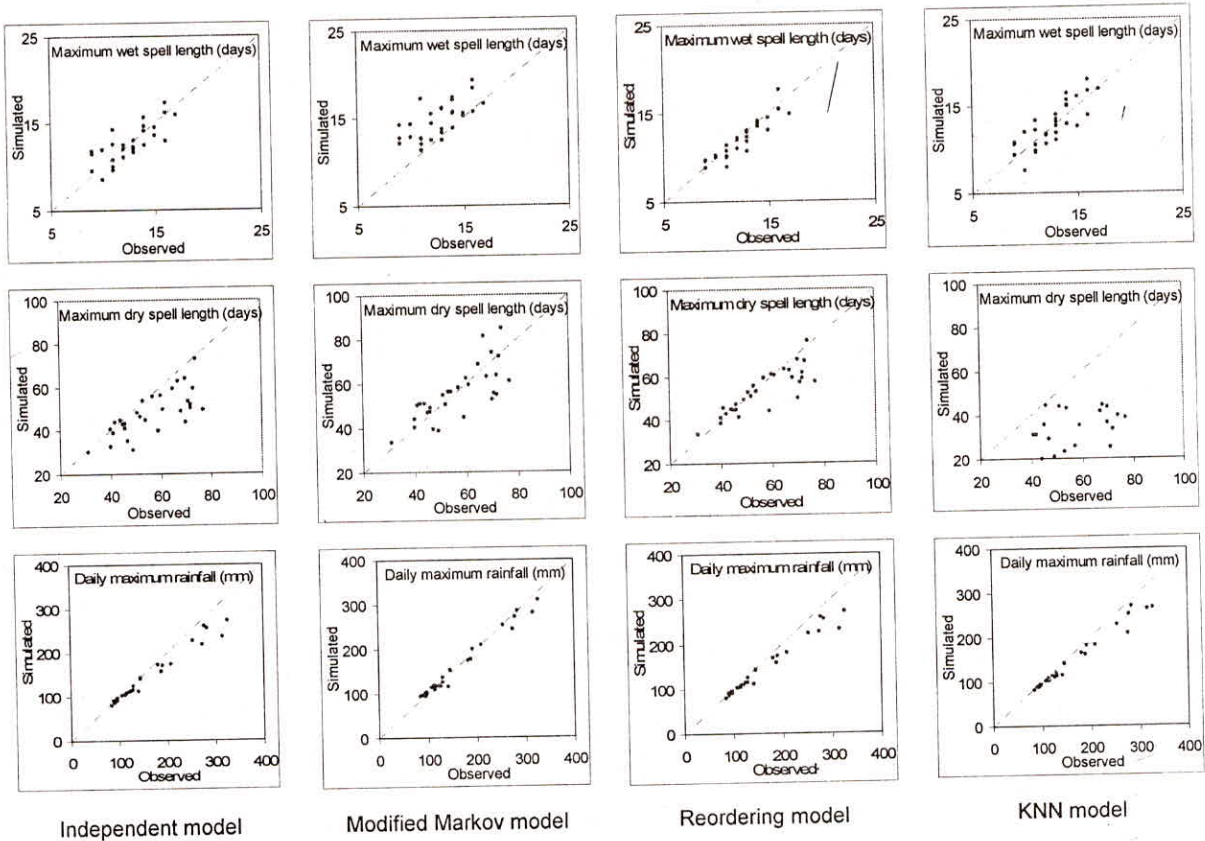 25
Maximum wet spell length (days)
Simulated
15
5
5 15 25
Observed
25
Maximum wet spell length (days)
Simulated
15
5
5 15 25
Observed
25
Maximum wet spell length (days)
Simulated
15
5
5 15 25
Observed
25
Maximum wet spell length (days)
Simulated
15
5
5 15 25
Observed
100
Maximum dry spell length (days)
80
Simulated
60
40
20
20 40 60 80 100
Observed
100
Maximum dry spell length (days)
80
Simulated
60
40
20
20 40 60 80 100
Observed
100
Maximum dry spell length (days)
80
Simulated
60
40
20
20 40 60 80 100
Observed
100
Maximum dry spell length (days)
80
Simulated
60
40
20
20 40 60 80 100
Observed
400
Daily maximum rainfall (mm)
300
Simulated
200
100
0
0 100 200 300 400
Observed
400
Daily maximum rainfall (mm)
300
Simulated
200
100
0
0 100 200 300 400
Observed
400
Daily maximum rainfall (mm)
300
Simulated
200
100
0
0 100 200 300 400
Observed
400
Daily maximum rainfall (mm)
300
Simulated
200
100
0
0 100 200 300 400
Observed
Independent model
Modified Markov model
Reordering model
KNN model